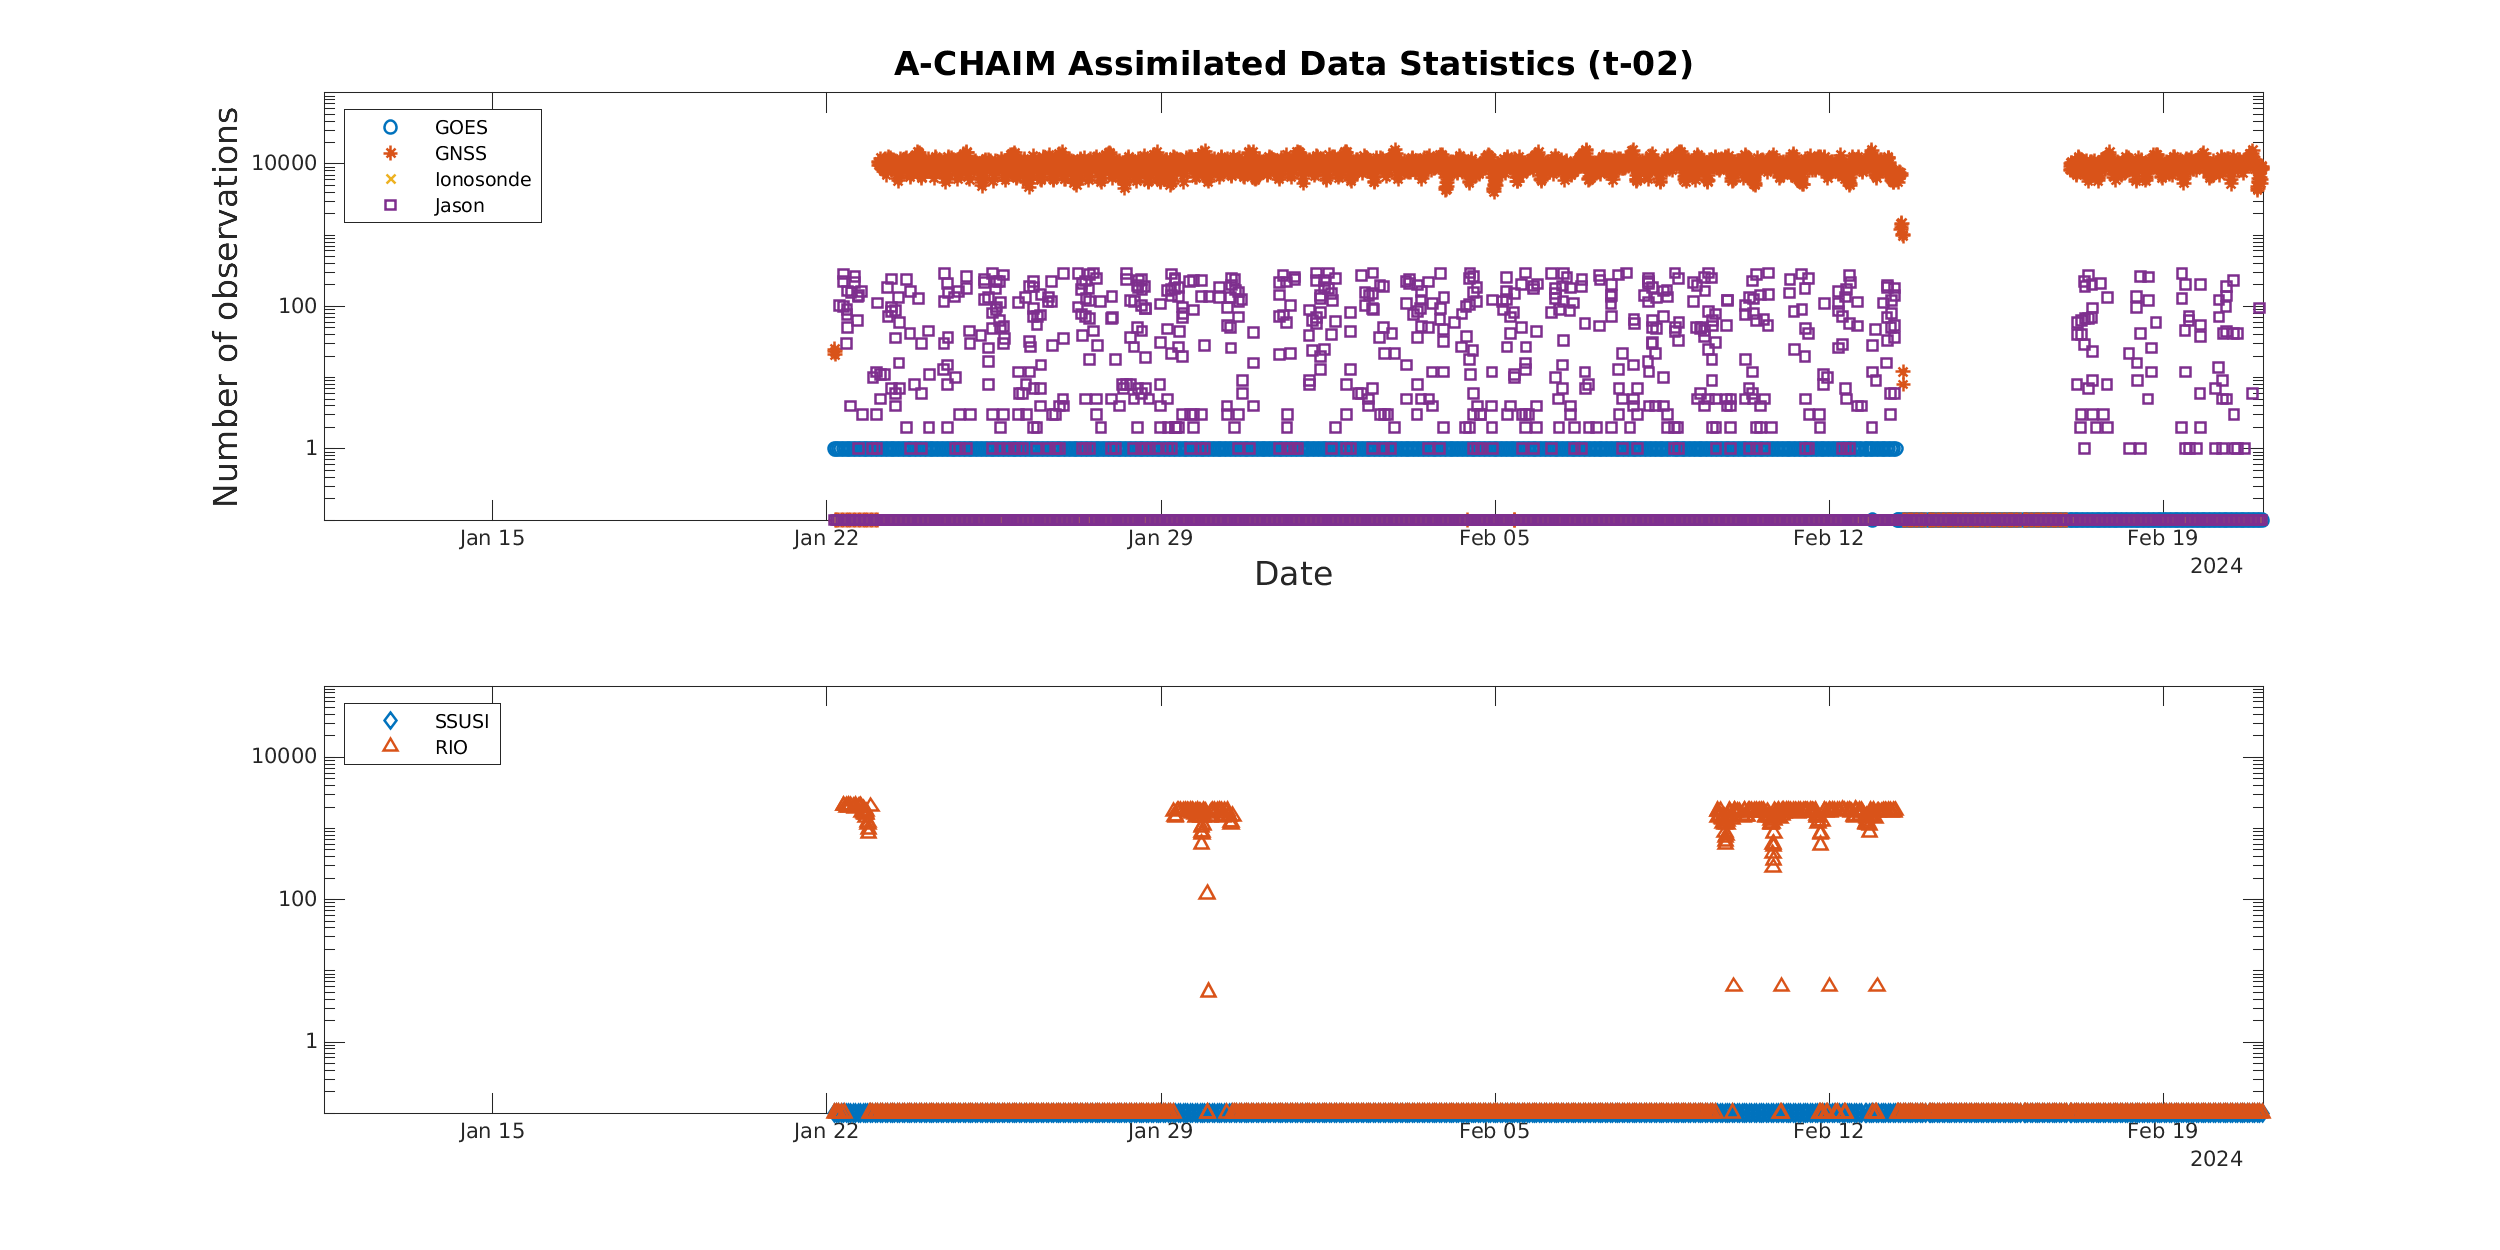 A-CHAIM Assimilated Data Statistics (t-02)
Number of observations
10000
100
1
GOES
GNSS
Ionosonde
Jason
Jan 15
Jan 22
Jan 29
Feb 05
Feb 12
Feb 19
2024
Date
10000
100
1
SSUSI
RIO
Jan 15
Jan 22
Jan 29
Feb 05
Feb 12
Feb 19
2024